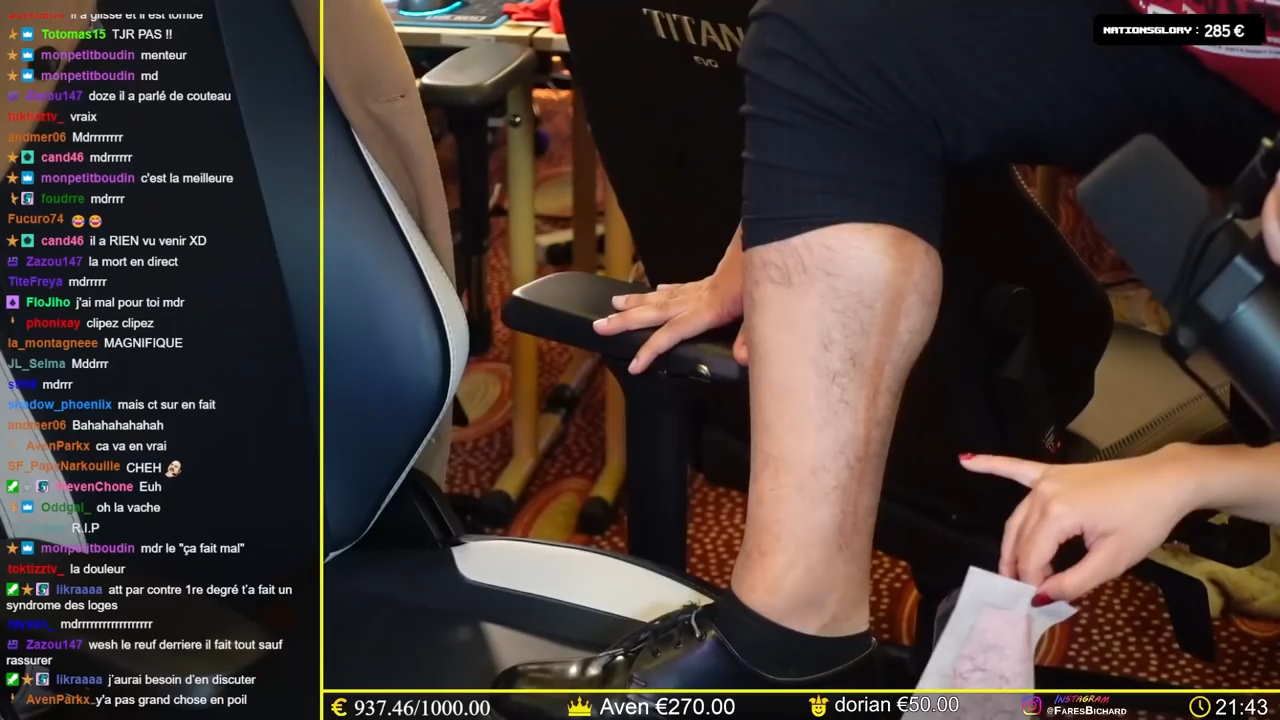 il a glissé et il est tombé
Totomas15 TJR PAS !!
monpetitboudin menteur
monpetitboudin md
Zazou147 doze il a parlé de couteau
toktizztv_ vraix
andmer06 Mdrrrrrrr
cand46 mdrrrrrr
monpetitboudin c'est la meilleure
foudrre mdrrrr
Fucuro74
cand46 il a RIEN vu venir XD
Zazou147 la mort en direct
TiteFreya mdrrrrr
FloJiho j'ai mal pour toi mdr
phonixay clipez clipez
la_montagneee MAGNIFIQUE
JL_Selma Mddrrr
mdrrr
shadow_phoeniix mais ct sur en fait
andmer06 Bahahahahahah
AvenParkx ca va en vrai
SF_PapyNarkouille CHEH
NevenChone Euh
Oddgal_ oh la vache
R.I.P
monpetitboudin mdr le "ça fait mal"
toktizztv_ la douleur
likraaaa att par contre 1re degré t'a fait un
syndrome des loges
mdrrrrrrrrrrrrrrrrrr
Zazou147 wesh le reuf derriere il fait tout sauf
rassurer
likraaaa j'aurai besoin d'en discuter
AvenParkx y'a pas grand chose en poil
TITAN
EVO
NATIONSGLORY : 285 €
€ 937.46/1000.00
Aven €270.00
dorian €50.00
INSTAGRAM
@FARESBICHARD
21:43